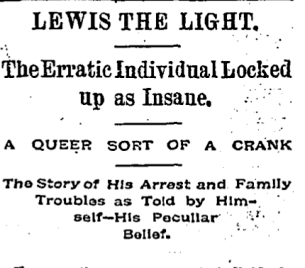 LEWIS THE LIGHT.
The Erratic Individual Locked
up as Insane.
A QUEER SORT OF A CRANK
The Story of His Arrest and Family
Troubles as Told by Him-
self—His Peculiar
Belief.